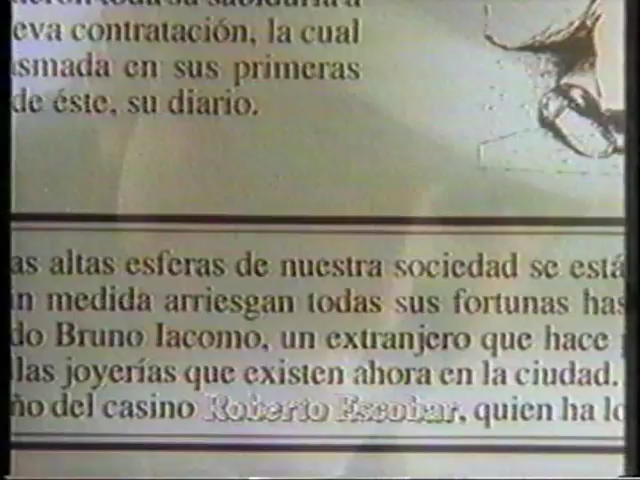 eva contratación, la cual
smada en sus primeras
de éste, su diario.
as altas esferas de nuestra sociedad se está
n medida arriesgan todas sus fortunas has
do Bruno Iacomo, un extranjero que hace
las joyerías que existen ahora en la ciudad.
ño del casino Roberto Escobar, quien ha lo